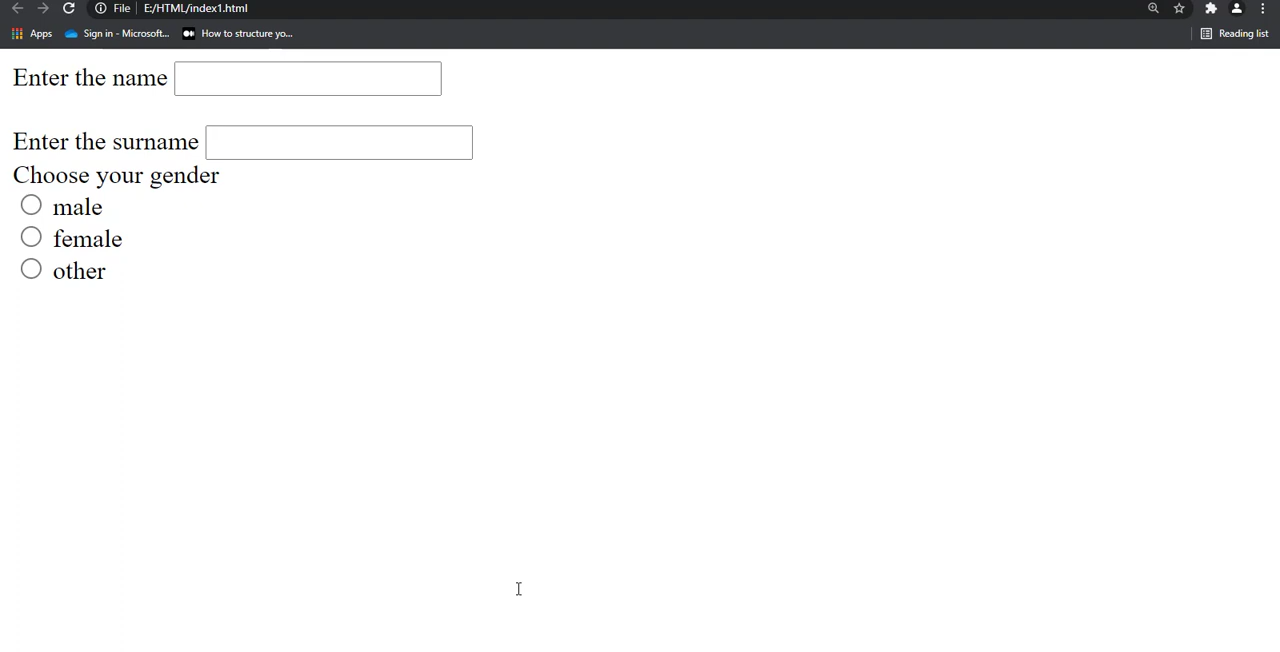 File E:/HTML/index1.html
Apps Sign in - Microsoft... How to structure yo... Reading list
Enter the name
Enter the surname
Choose your gender
male
female
other